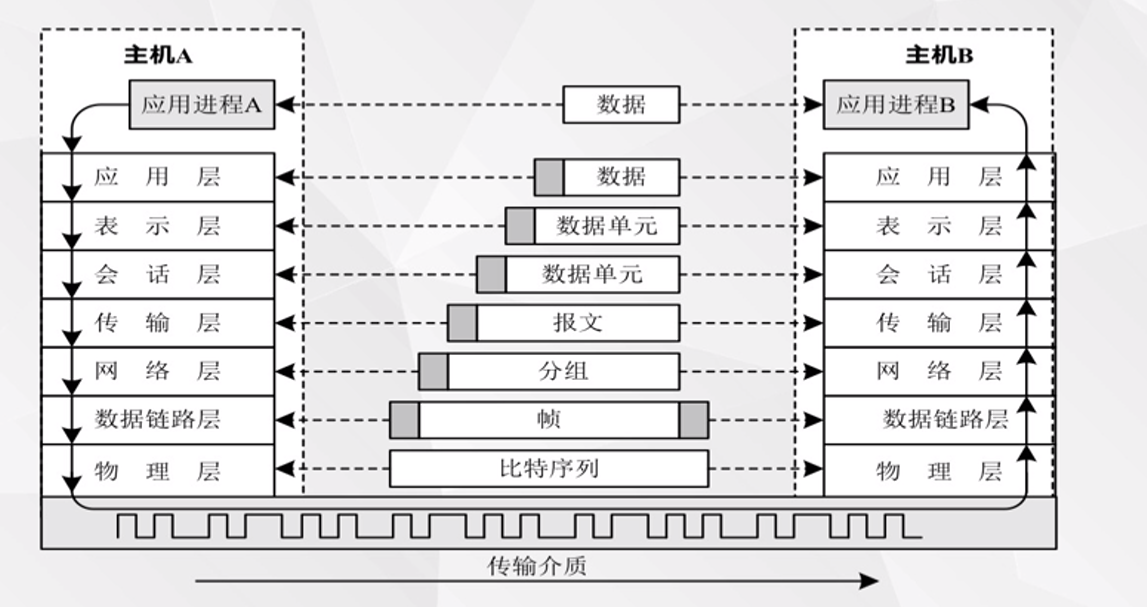 主机A
主机B
应用进程A
数据
应用进程B
应用层
数据
应用层
表示层
数据单元
表示层
会话层
数据单元
会话层
传输层
报文
传输层
网络层
分组
网络层
数据链路层
帧
数据链路层
物理层
比特序列
物理层
传输介质